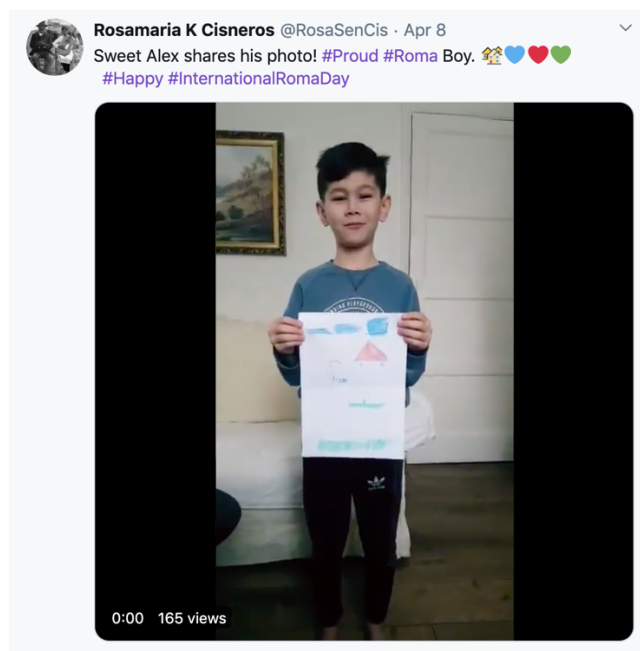 Rosamaria K Cisneros @RosaSenCis · Apr 8
Sweet Alex shares his photo! #Proud #Roma Boy. 🏘️💙❤️💚
#Happy #InternationalRomaDay
0:00 165 views